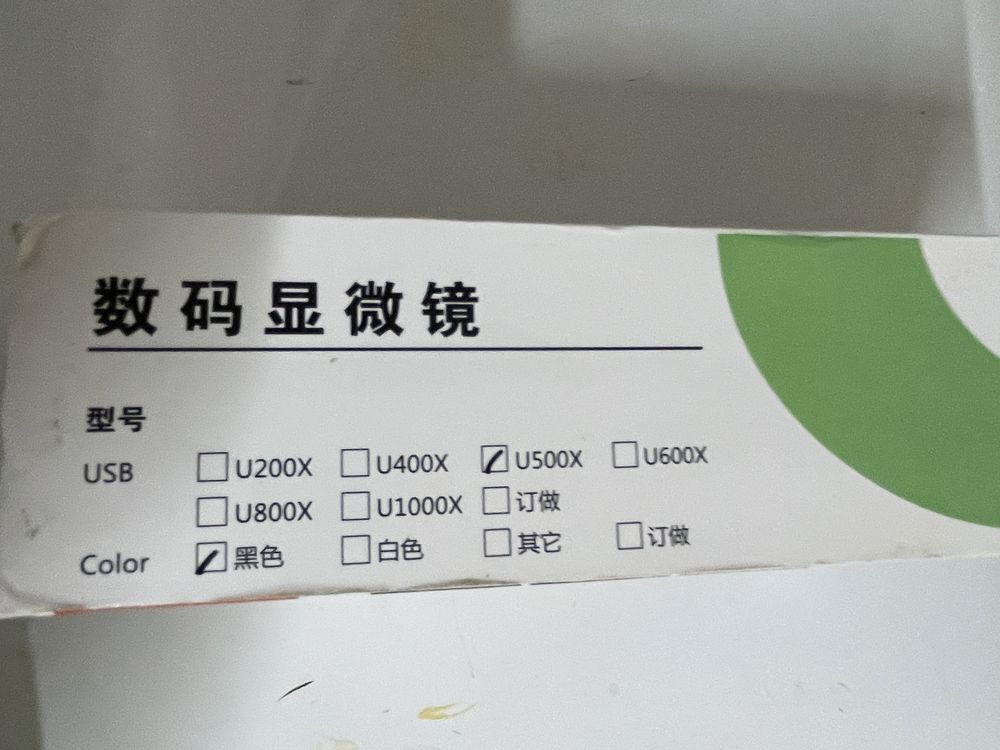 数码显微镜
型号
USB ☐U200X ☐U400X ☑U500X ☐U600X
☐U800X ☐U1000X ☐订做
Color ☑黑色 ☐白色 ☐其它 ☐订做